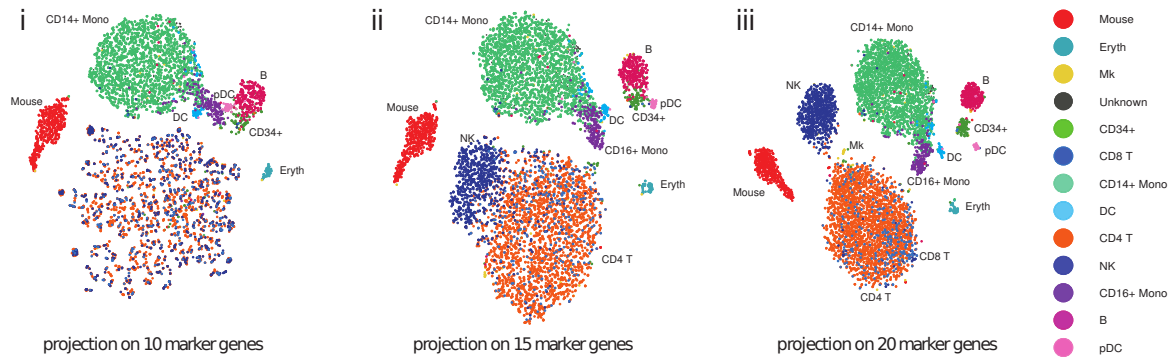 i
CD14+ Mono
B
pDC
Mouse
DC
CD34+
Eryth
projection on 10 marker genes
ii
CD14+ Mono
B
pDC
Mouse
DC
CD34+
NK
CD16+ Mono
Eryth
CD4 T
projection on 15 marker genes
iii
CD14+ Mono
NK
B
CD34+
Mk
DC
pDC
CD16+ Mono
Mouse
Eryth
CD8 T
CD4 T
projection on 20 marker genes
Mouse
Eryth
Mk
Unknown
CD34+
CD8 T
CD14+ Mono
DC
CD4 T
NK
CD16+ Mono
B
pDC